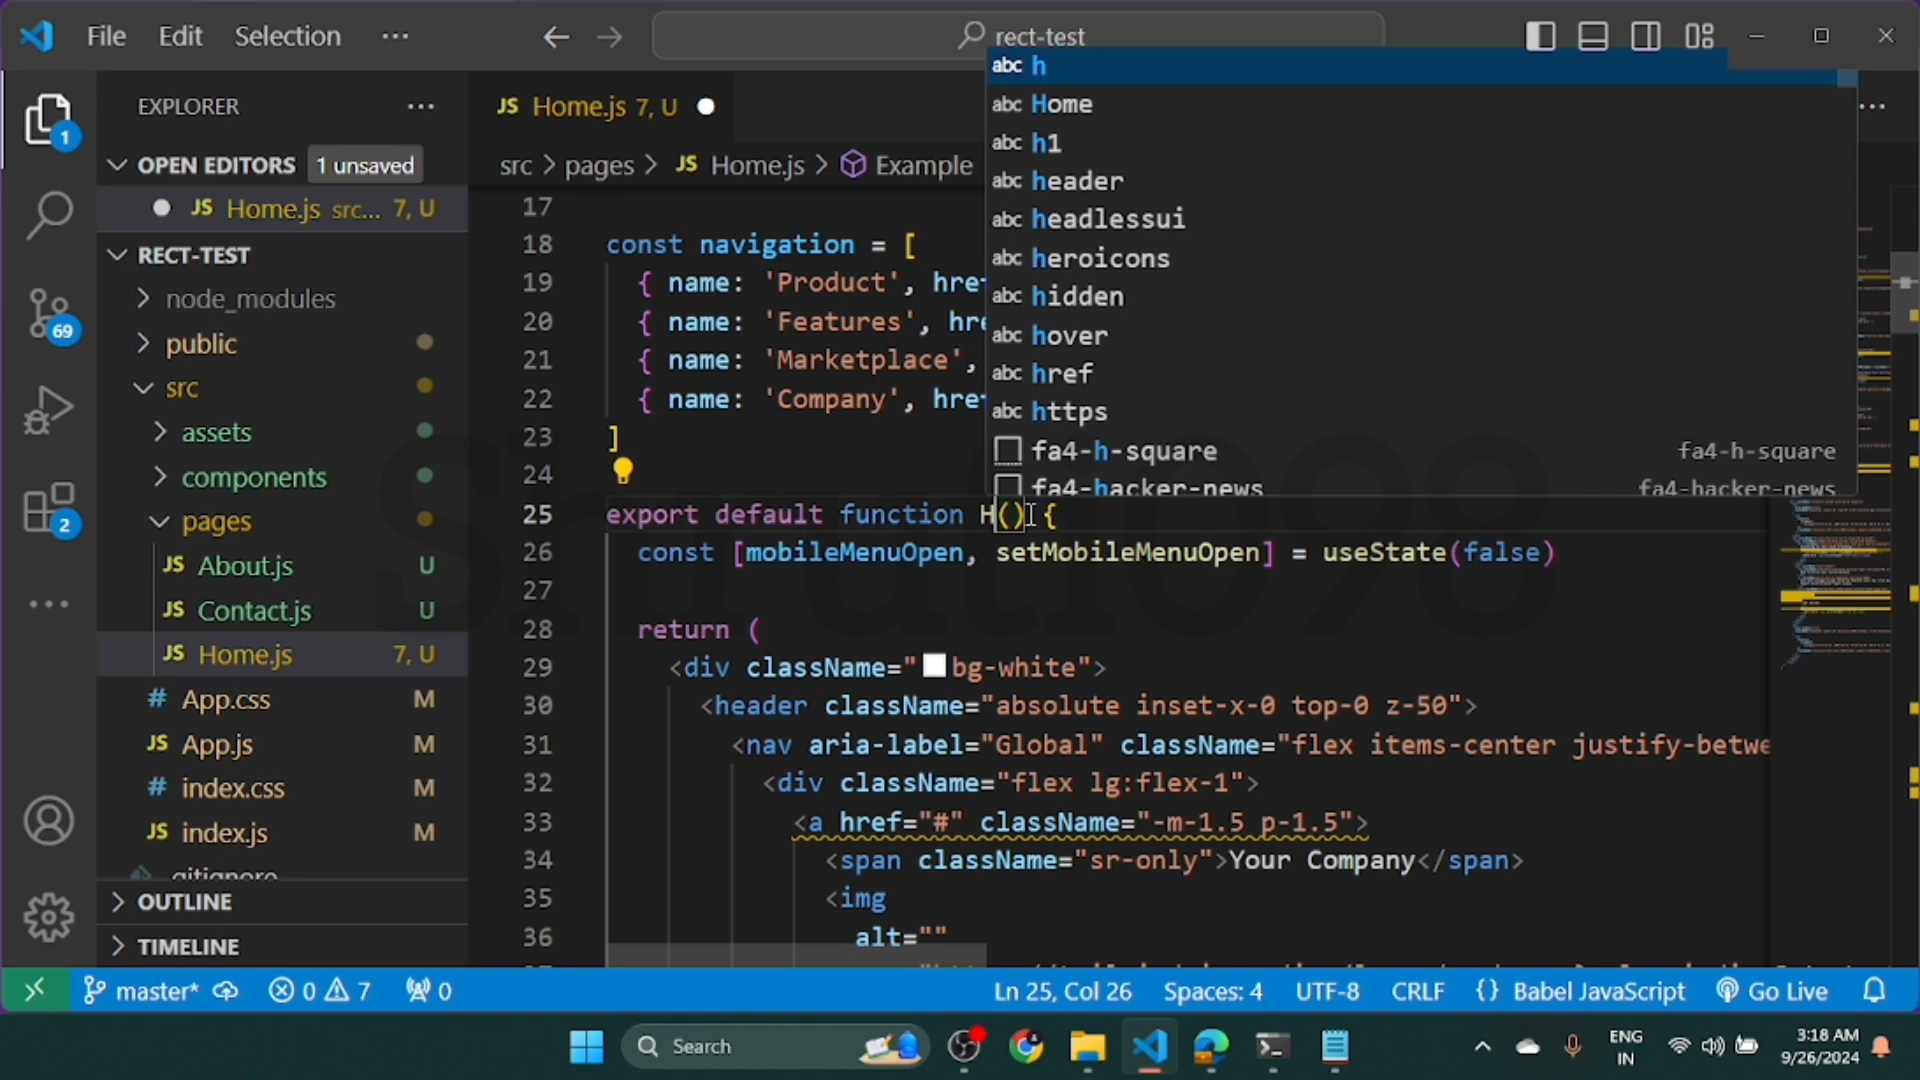 File Edit Selection ···
rect-test
EXPLORER ···
OPEN EDITORS 1 unsaved
JS Home.js src... 7, U
RECT-TEST
node_modules
public
src
assets
components
pages
JS About.js U
JS Contact.js U
JS Home.js 7, U
# App.css M
JS App.js M
# index.css M
JS index.js M
.gitignore
OUTLINE
TIMELINE
1
69
2
JS Home.js 7, U
···
src > pages > JS Home.js > Example
abc h
abc Home
abc h1
abc header
abc headlessui
abc heroicons
abc hidden
abc hover
abc href
abc https
fa4-h-square fa4-h-square
fa4-hacker-news fa4-hacker-news
17
18 const navigation = [
19 { name: 'Product', href
20 { name: 'Features', hre
21 { name: 'Marketplace',
22 { name: 'Company', href
23 ]
24
25 export default function H() {
26 const [mobileMenuOpen, setMobileMenuOpen] = useState(false)
27
28 return (
29 <div className="bg-white">
30 <header className="absolute inset-x-0 top-0 z-50">
31 <nav aria-label="Global" className="flex items-center justify-betwe
32 <div className="flex lg:flex-1">
33 <a href="#" className="-m-1.5 p-1.5">
34 <span className="sr-only">Your Company</span>
35 <img
36 alt=""
Shruti098
master* 0 7 0
Ln 25, Col 26 Spaces: 4 UTF-8 CRLF {} Babel JavaScript Go Live
Search
ENG
IN
3:18 AM
9/26/2024